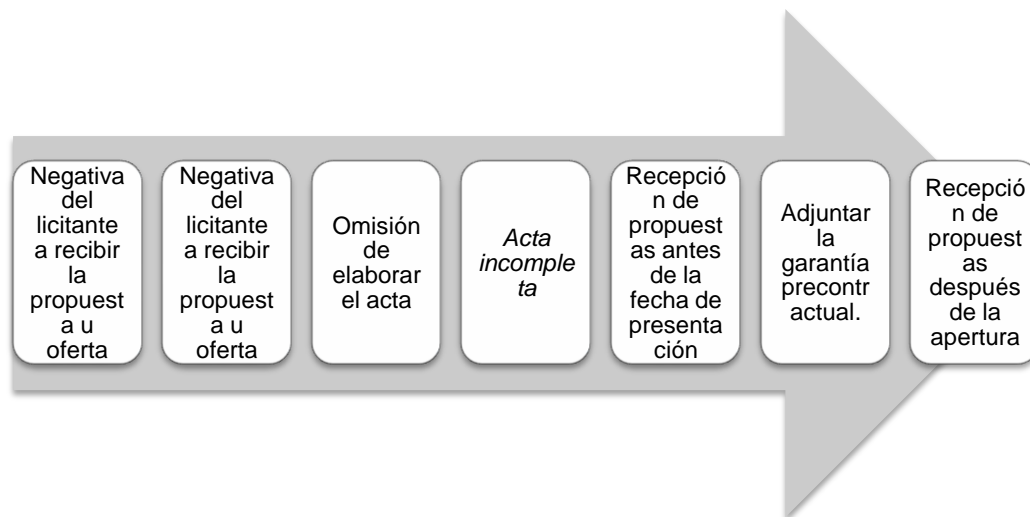 Negativa
del
licitante
a recibir
la
propuest
a u
oferta
Negativa
del
licitante
a recibir
la
propuest
a u
oferta
Omisión
de
elaborar
el acta
Acta
incomple
ta
Recepció
n de
propuest
as antes
de la
fecha de
presenta
ción
Adjuntar
la
garantía
precontr
actual.
Recepció
n de
propuest
as
después
de la
apertura